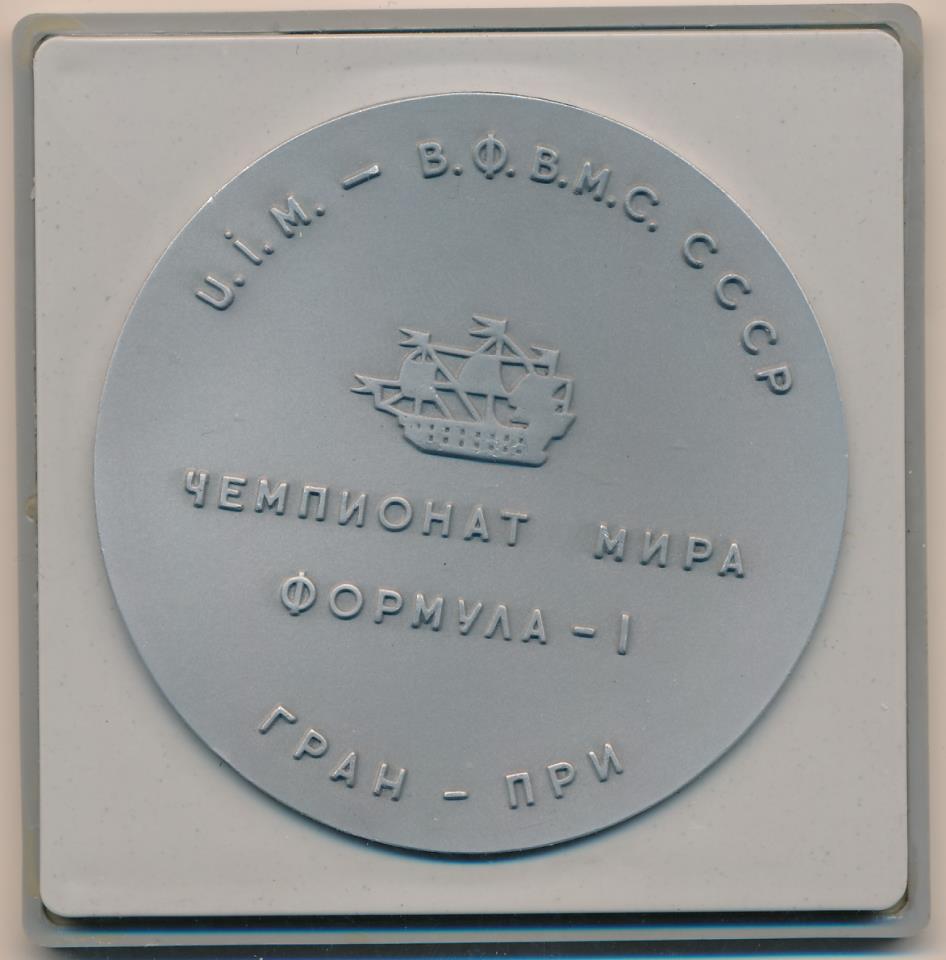 U.i.M. – В.Ф.В.М.С. СССР
ЧЕМПИОНАТ МИРА
ФОРМУЛА – I
ГРАН – ПРИ